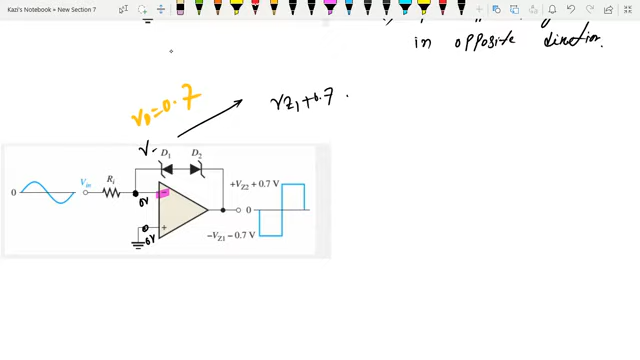 Kazi's Notebook » New Section 7
in opposite direction.
VD=0.7
VZ1+0.7
V-
D1 D2
+VZ2 + 0.7 V
Vin
Ri
0
0V
−
0
+
0V
−VZ1 − 0.7 V